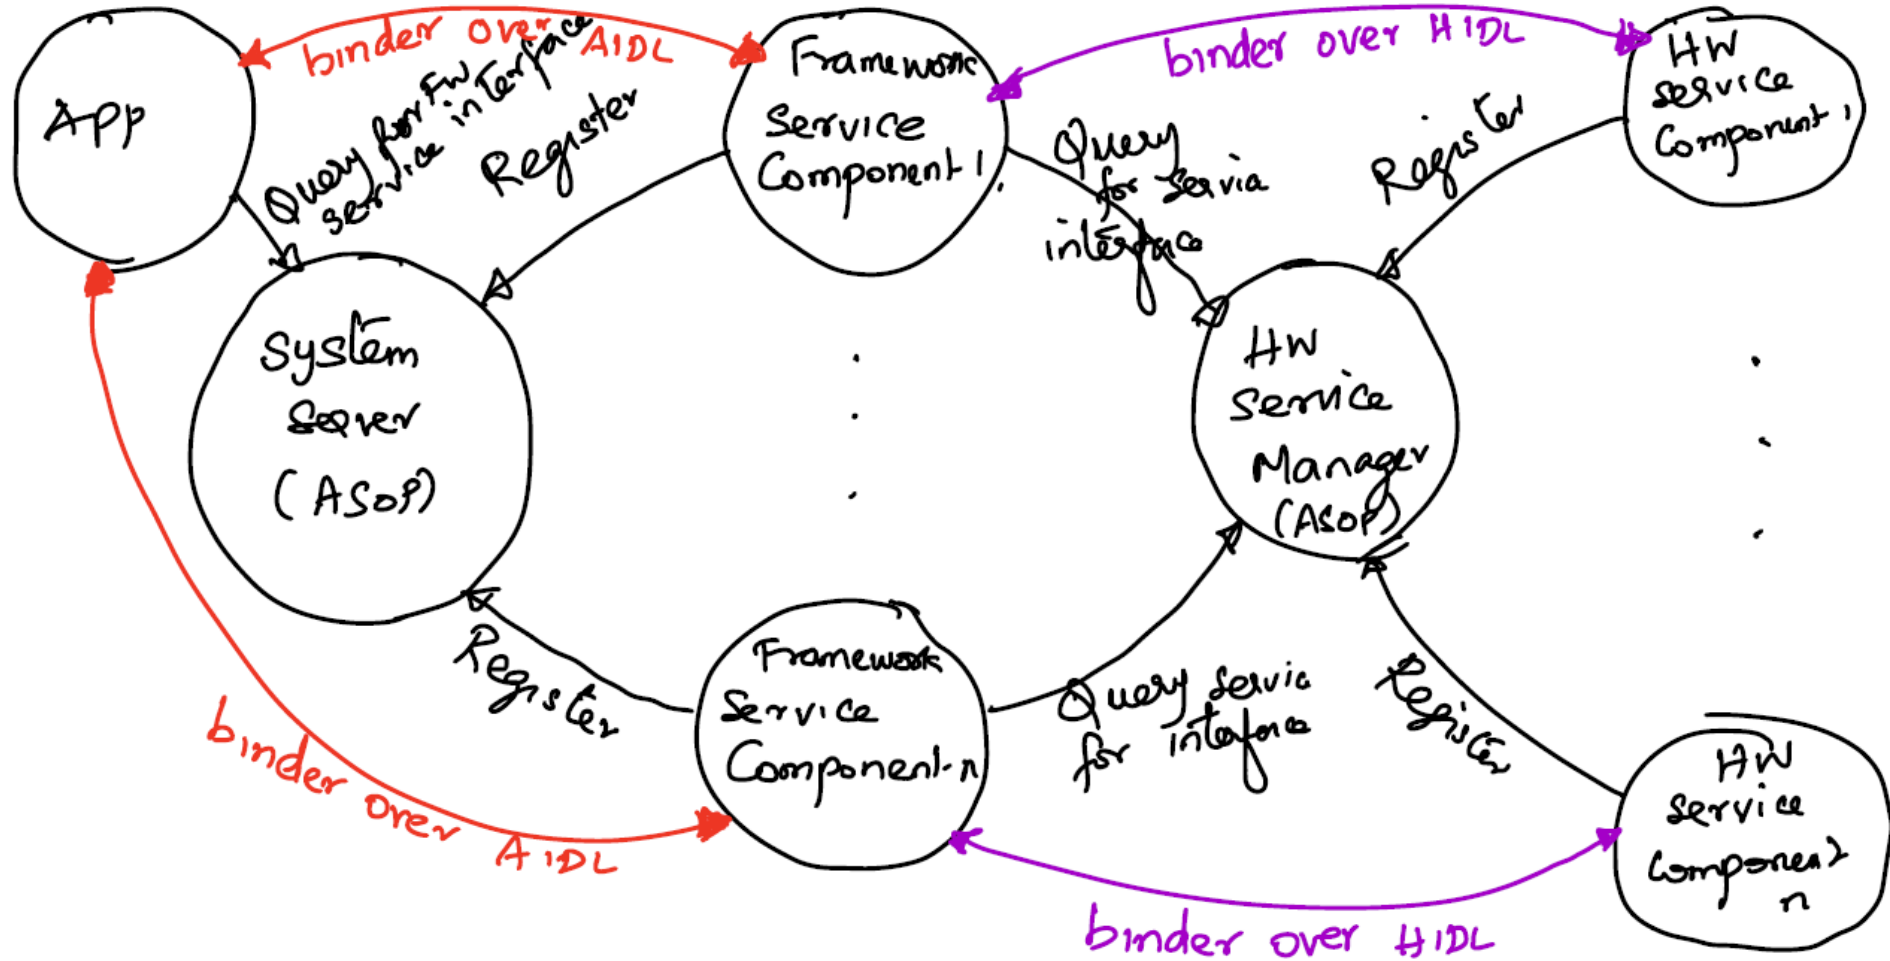 App
binder over
AIDL
Query for FW
service interface
Register
Framework
Service
Component 1
binder over HIDL
Query
for Servia
interface
Register
HW
service
Component 1
System
Server
(ASOP)
HW
Service
Manager
(ASOP)
Register
Framework
Service
Component-n
Query servic
for interface
Register
HW
service
component
n
binder over
AIDL
binder over HIDL